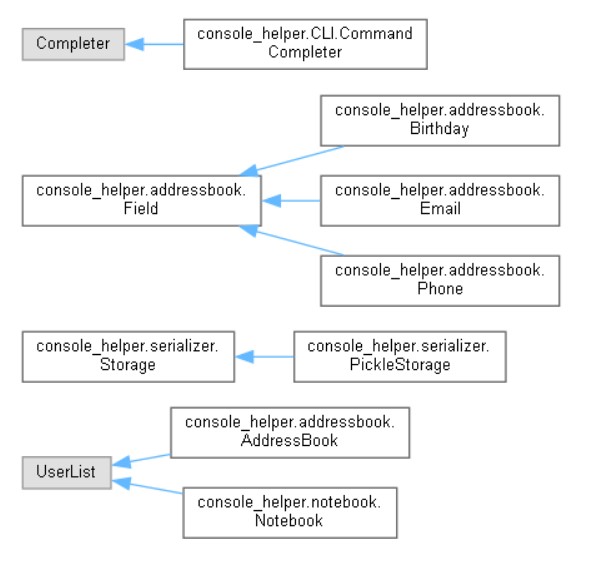 Completer
console_helper.CLI.Command
Completer
console_helper.addressbook.
Birthday
console_helper.addressbook.
Field
console_helper.addressbook.
Email
console_helper.addressbook.
Phone
console_helper.serializer.
Storage
console_helper.serializer.
PickleStorage
console_helper.addressbook.
AddressBook
UserList
console_helper.notebook.
Notebook